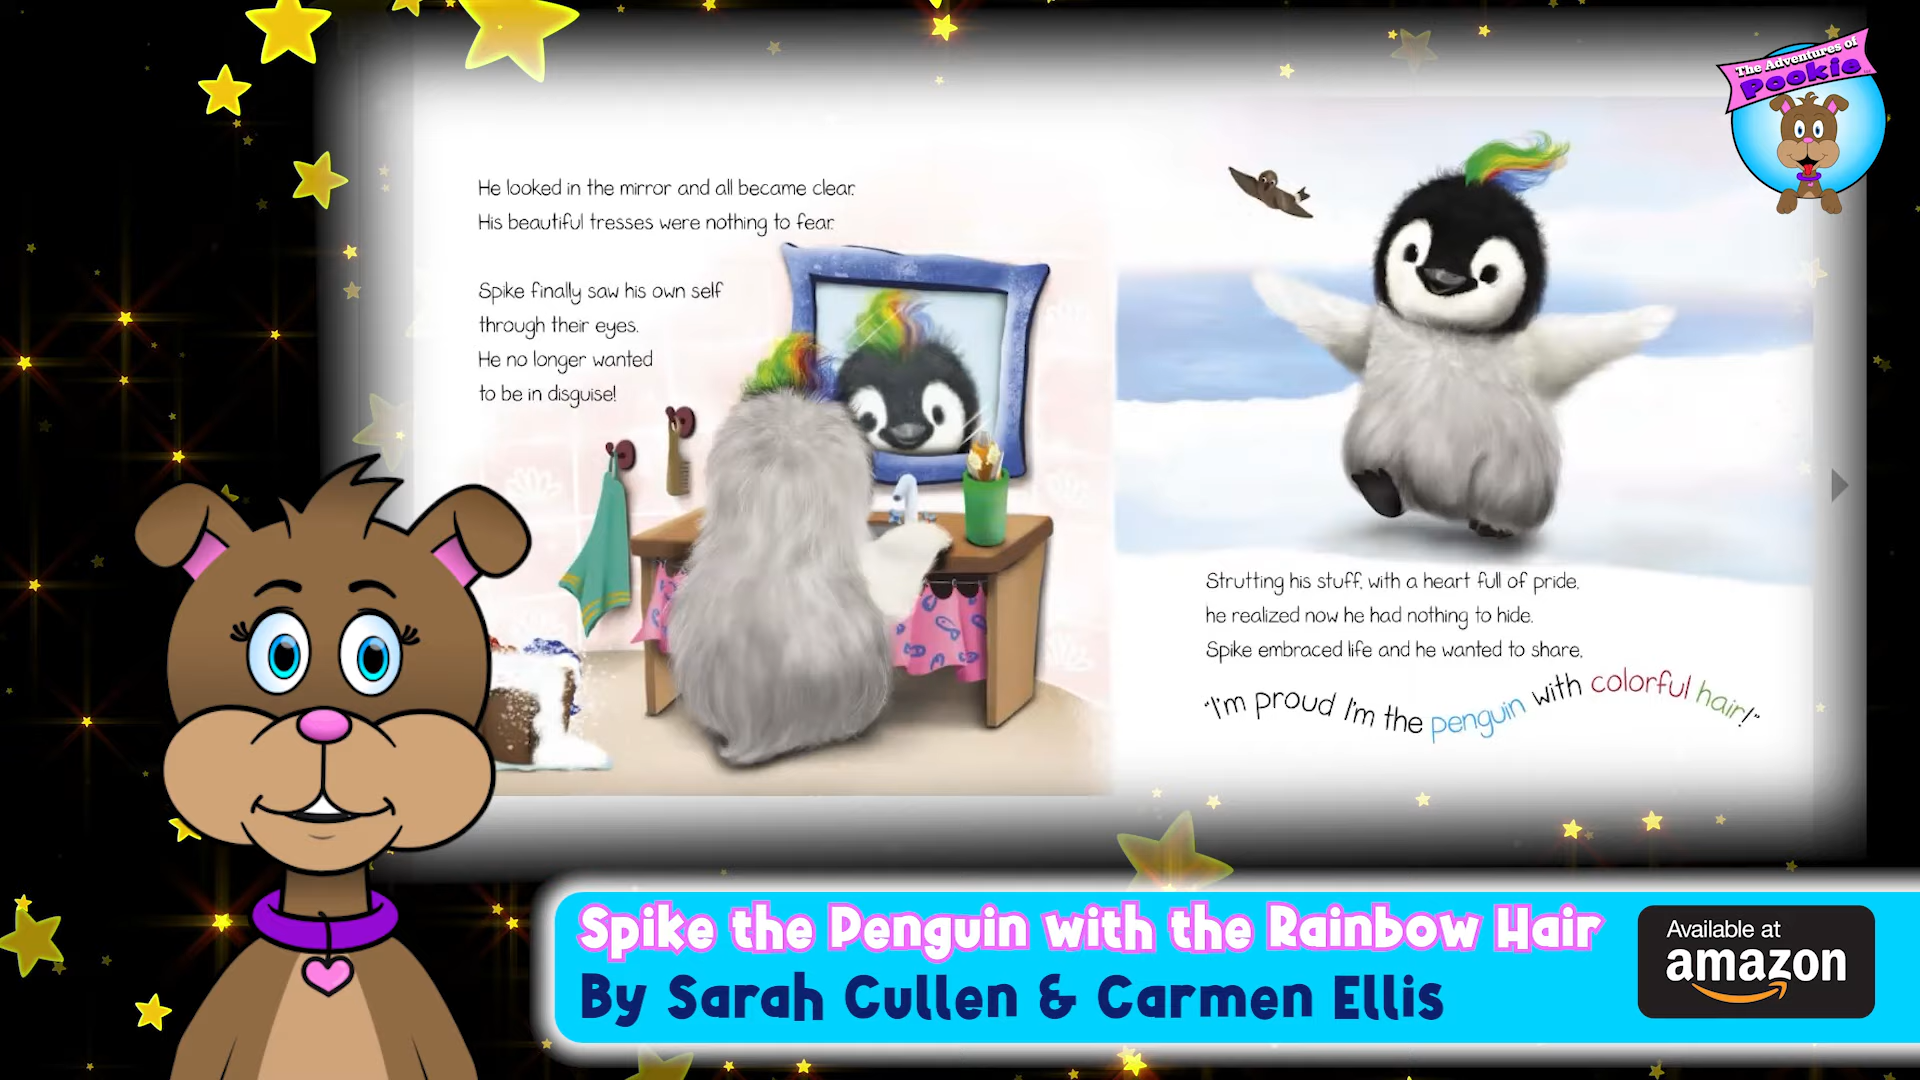 The Adventures of
Pookie
He looked in the mirror and all became clear.
His beautiful tresses were nothing to fear.
Spike finally saw his own self
through their eyes.
He no longer wanted
to be in disguise!
Strutting his stuff, with a heart full of pride,
he realized now he had nothing to hide.
Spike embraced life and he wanted to share,
"I'm proud I'm the penguin with colorful hair!"
Spike the Penguin with the Rainbow Hair
By Sarah Cullen & Carmen Ellis
Available at
amazon